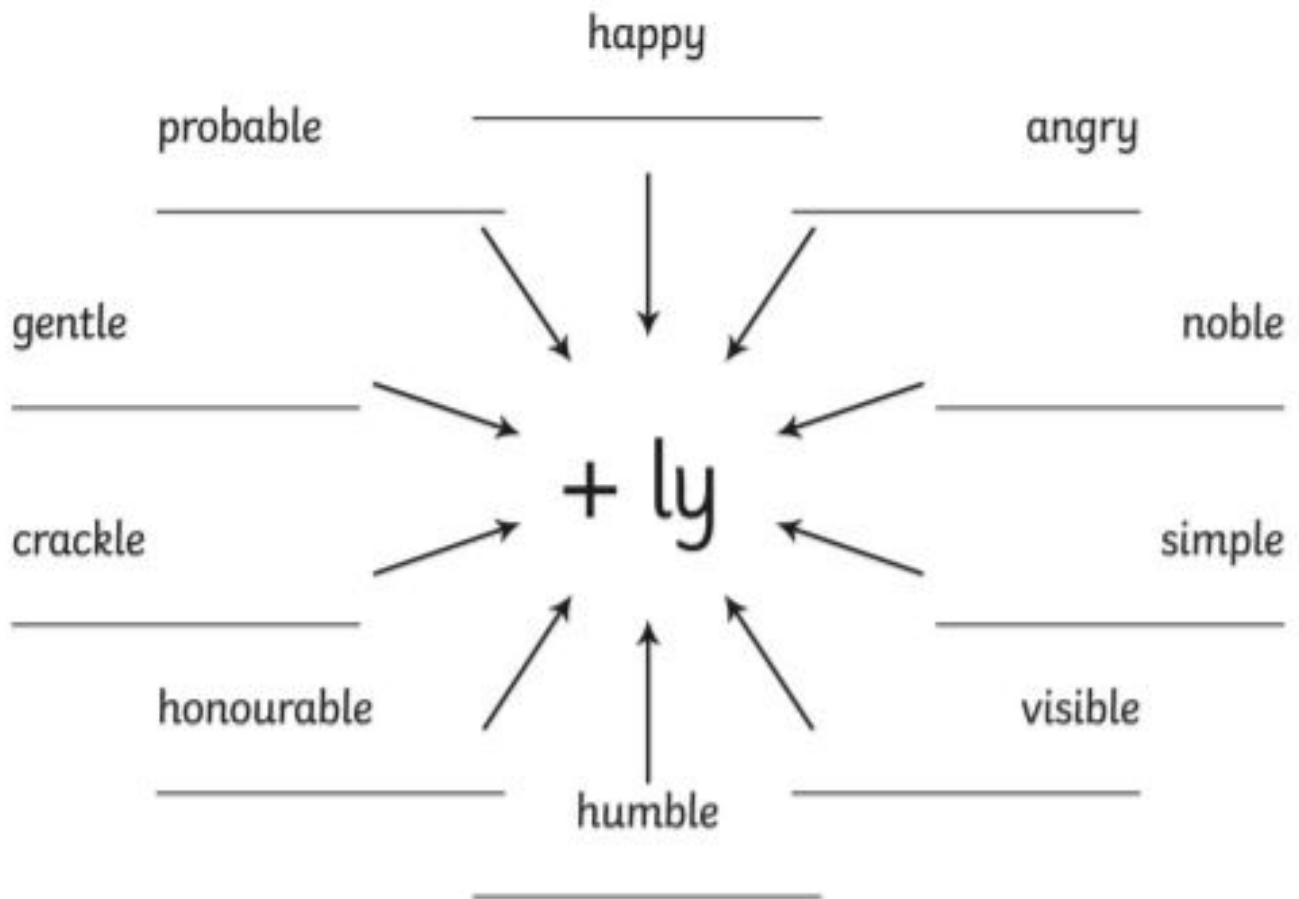 happy
probable
angry
gentle
noble
+ ly
crackle
simple
honourable
visible
humble